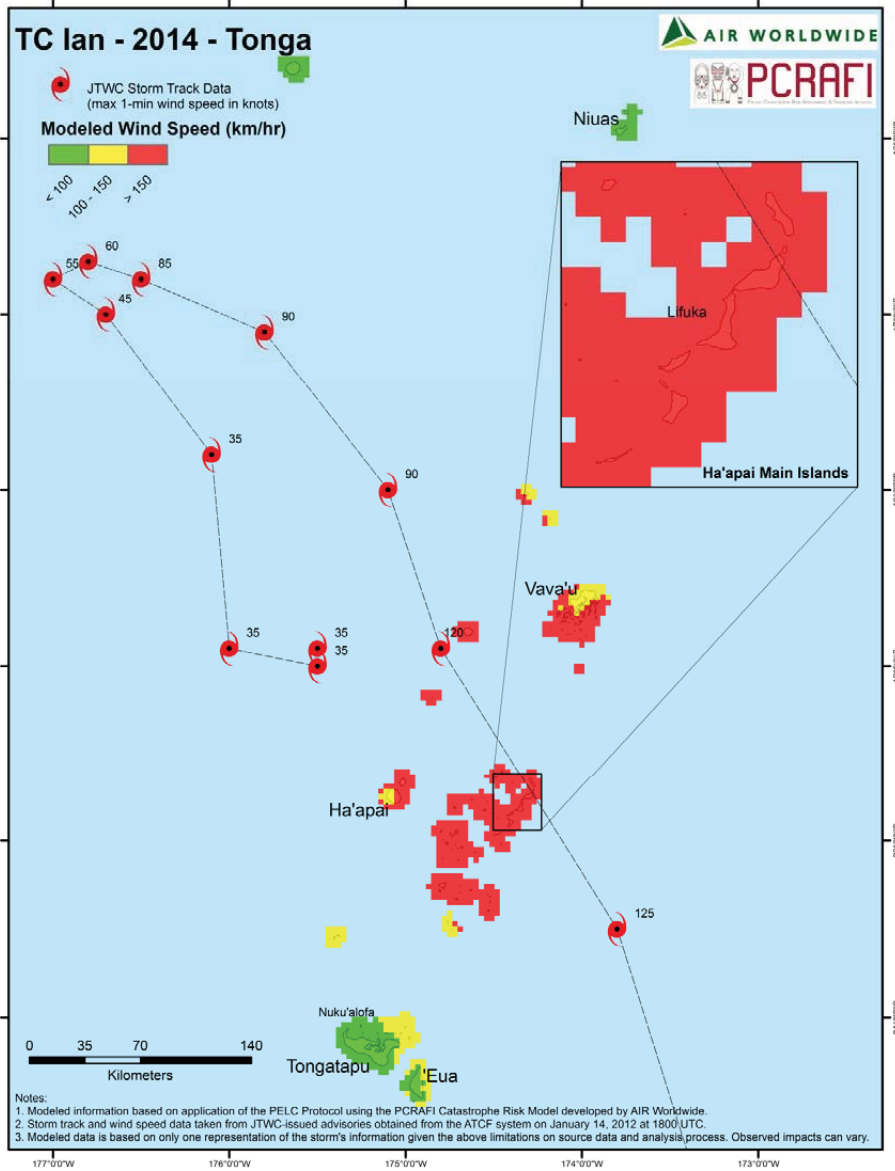 TC Ian - 2014 - Tonga
AIR WORLDWIDE
PCRAFI
JTWC Storm Track Data
(max 1-min wind speed in knots)
Modeled Wind Speed (km/hr)
< 100
100 - 150
> 150
Niuas
55
60
85
45
90
35
90
Lifuka
Ha'apai Main Islands
Vava'u
35
35
35
120
Ha'apai
125
Nuku'alofa
Tongatapu
'Eua
0 35 70 140
Kilometers
Notes:
1. Modeled information based on application of the PELC Protocol using the PCRAFI Catastrophe Risk Model developed by AIR Worldwide.
2. Storm track and wind speed data taken from JTWC-issued advisories obtained from the ATCF system on January 14, 2012 at 1800 UTC.
3. Modeled data is based on only one representation of the storm's information given the above limitations on source data and analysis process. Observed impacts can vary.
177°0'0"W 176°0'0"W 175°0'0"W 174°0'0"W 173°0'0"W